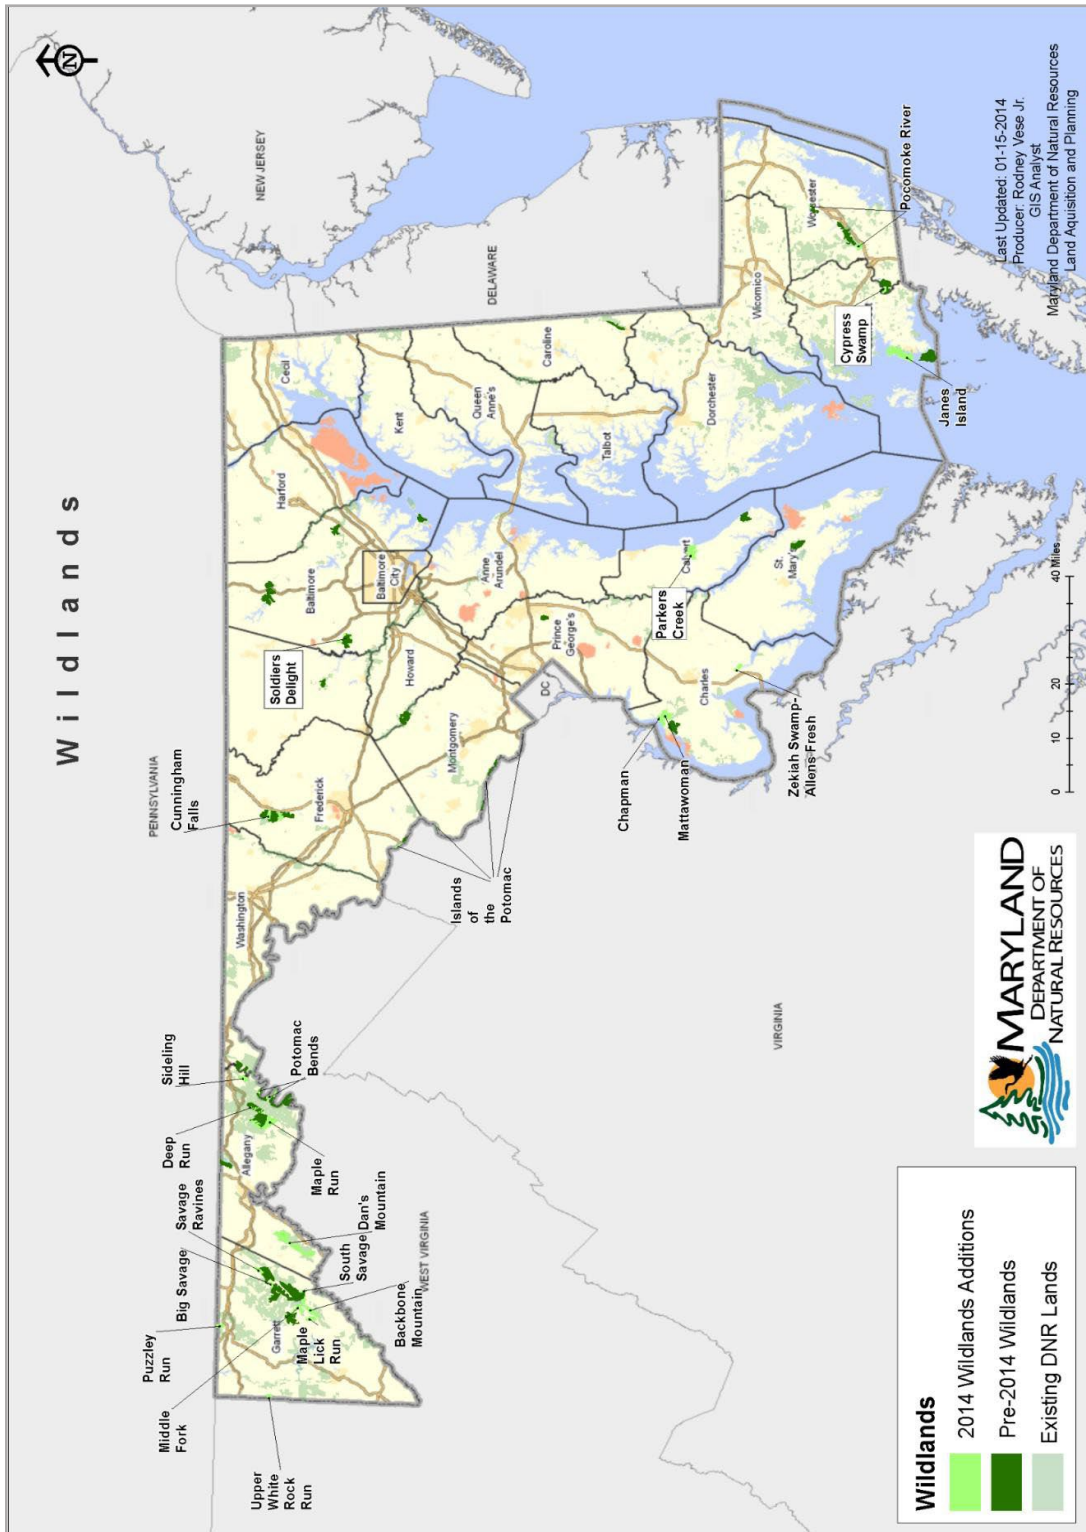 Wildlands
N
PENNSYLVANIA
NEW JERSEY
DELAWARE
WEST VIRGINIA
VIRGINIA
DC
Puzzley
Run
Big Savage
Savage
Ravines
Deep
Run
Sideling
Hill
Cunningham
Falls
Soldiers
Delight
Middle
Fork
Upper
White
Rock
Run
Maple
Lick
Run
Backbone
Mountain
South
Savage
Dan's
Mountain
Maple
Run
Potomac
Bends
Islands
of
the
Potomac
Chapman
Mattawoman
Zekiah Swamp-
Allens Fresh
Parkers
Creek
Cypress
Swamp
Janes
Island
Pocomoke River
Garrett
Allegany
Washington
Frederick
Montgomery
Howard
Baltimore
Baltimore
City
Harford
Cecil
Kent
Queen
Anne's
Caroline
Talbot
Anne
Arundel
Prince
George's
Calvert
Charles
St.
Mary's
Dorchester
Wicomico
Worcester
0 10 20 40 Miles
Wildlands
2014 Wildlands Additions
Pre-2014 Wildlands
Existing DNR Lands
MARYLAND
DEPARTMENT OF
NATURAL RESOURCES
Last Updated: 01-15-2014
Producer: Rodney Vese Jr.
GIS Analyst
Maryland Department of Natural Resources
Land Aquisition and Planning